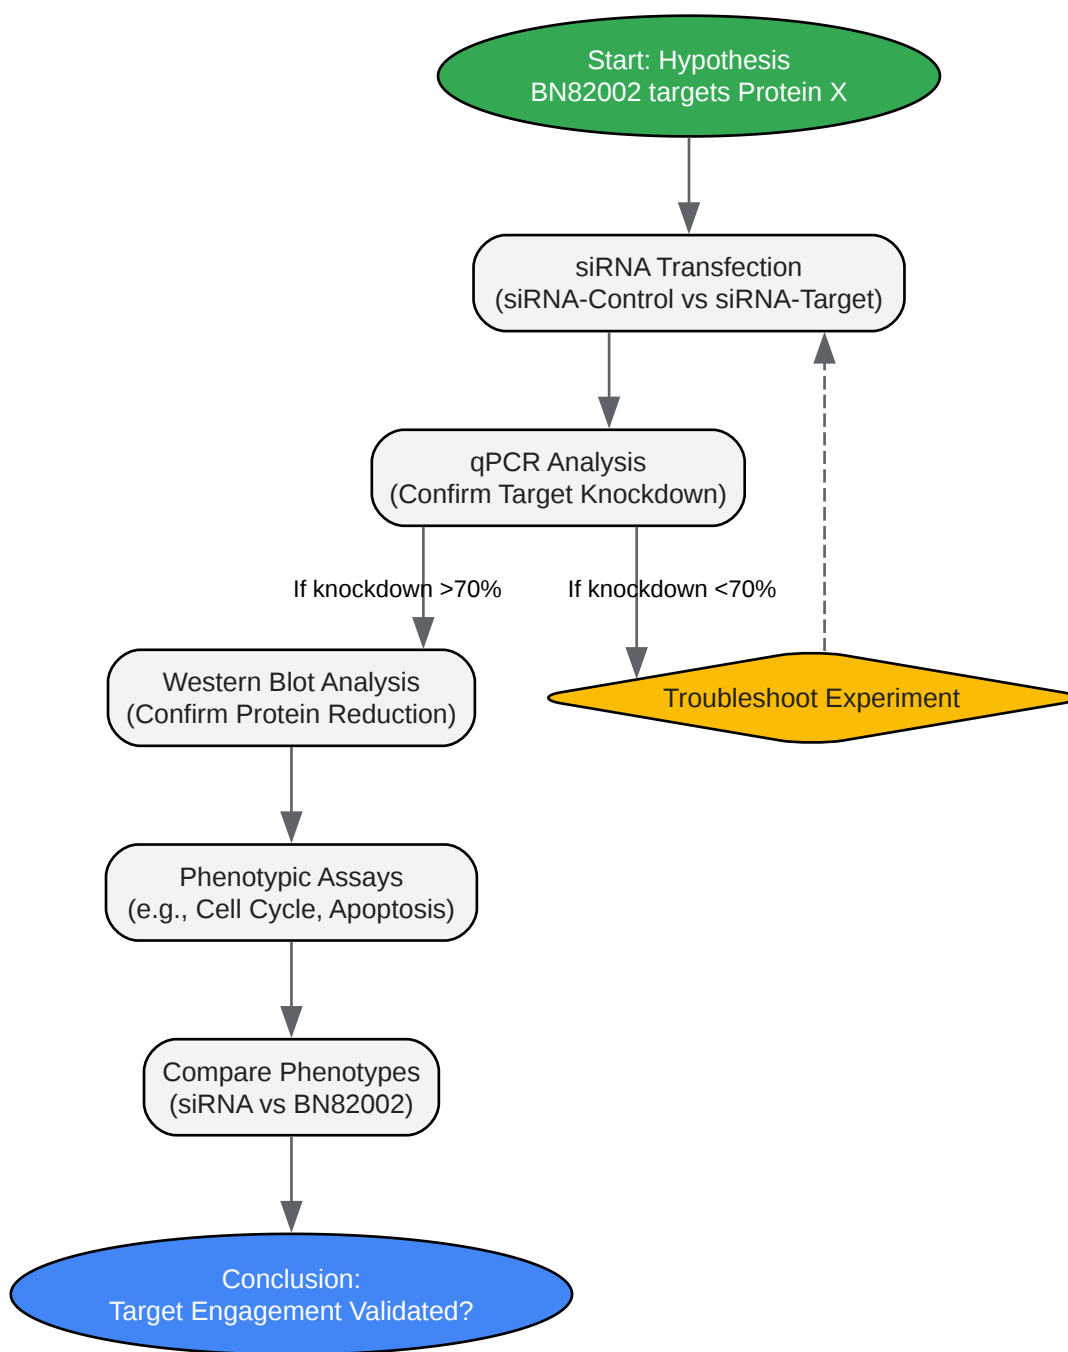 Start: Hypothesis
BN82002 targets Protein X
siRNA Transfection
(siRNA-Control vs siRNA-Target)
qPCR Analysis
(Confirm Target Knockdown)
If knockdown >70%
If knockdown <70%
Western Blot Analysis
(Confirm Protein Reduction)
Troubleshoot Experiment
Phenotypic Assays
(e.g., Cell Cycle, Apoptosis)
Compare Phenotypes
(siRNA vs BN82002)
Conclusion:
Target Engagement Validated?